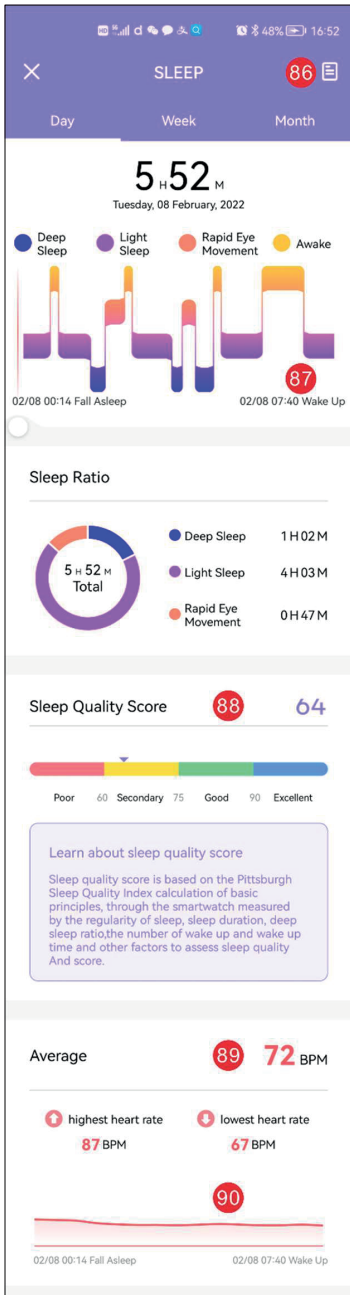 HD 5G d 48% 16:52
SLEEP 86
Day Week Month
5 H 52 M
Tuesday, 08 February, 2022
Deep Sleep
Light Sleep
Rapid Eye Movement
Awake
87
02/08 00:14 Fall Asleep 02/08 07:40 Wake Up
Sleep Ratio
5 H 52 M
Total
Deep Sleep 1 H 02 M
Light Sleep 4 H 03 M
Rapid Eye Movement 0 H 47 M
Sleep Quality Score 88 64
Poor 60 Secondary 75 Good 90 Excellent
Learn about sleep quality score
Sleep quality score is based on the Pittsburgh
Sleep Quality Index calculation of basic
principles, through the smartwatch measured
by the regularity of sleep, sleep duration, deep
sleep ratio,the number of wake up and wake up
time and other factors to assess sleep quality
And score.
Average 89 72 BPM
highest heart rate lowest heart rate
87 BPM 67 BPM
90
02/08 00:14 Fall Asleep 02/08 07:40 Wake Up